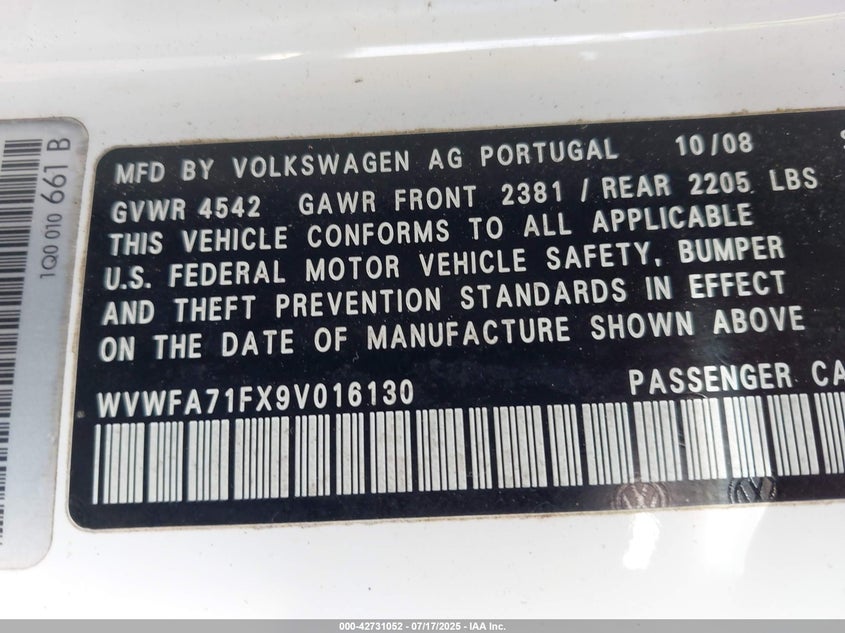 MFD BY VOLKSWAGEN AG PORTUGAL 10/08
GVWR 4542 GAWR FRONT 2381 / REAR 2205 LBS
THIS VEHICLE CONFORMS TO ALL APPLICABLE
U.S. FEDERAL MOTOR VEHICLE SAFETY, BUMPER
AND THEFT PREVENTION STANDARDS IN EFFECT
ON THE DATE OF MANUFACTURE SHOWN ABOVE
WVWFA71FX9V016130 PASSENGER CA
1Q0 010 661 B
000-42731052 - 07/17/2025 - IAA Inc.